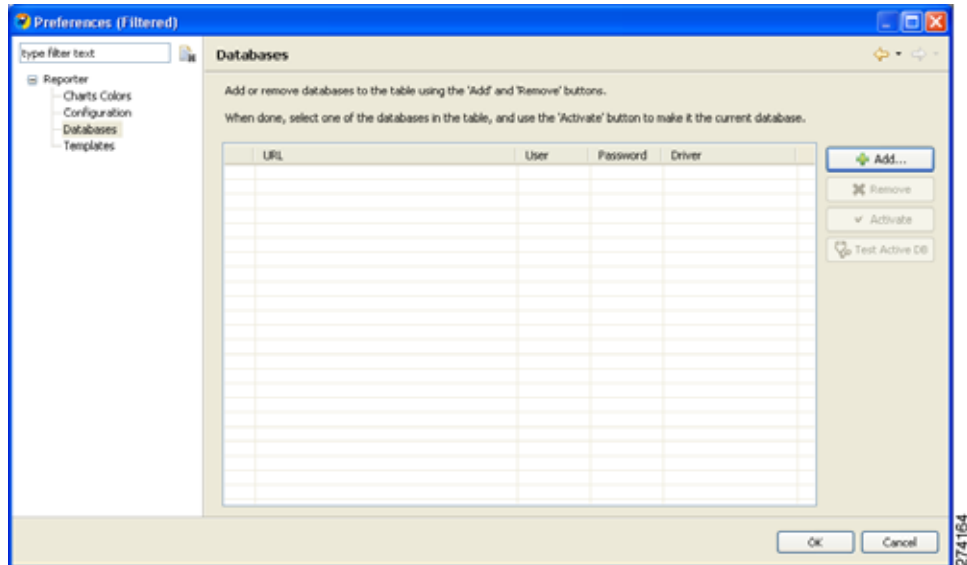 Preferences (Filtered)
type filter text
Databases
Reporter
Charts Colors
Configuration
Databases
Templates
Add or remove databases to the table using the 'Add' and 'Remove' buttons.
When done, select one of the databases in the table, and use the 'Activate' button to make it the current database.
URL User Password Driver
Add...
Remove
Activate
Test Active DB
OK Cancel
274164